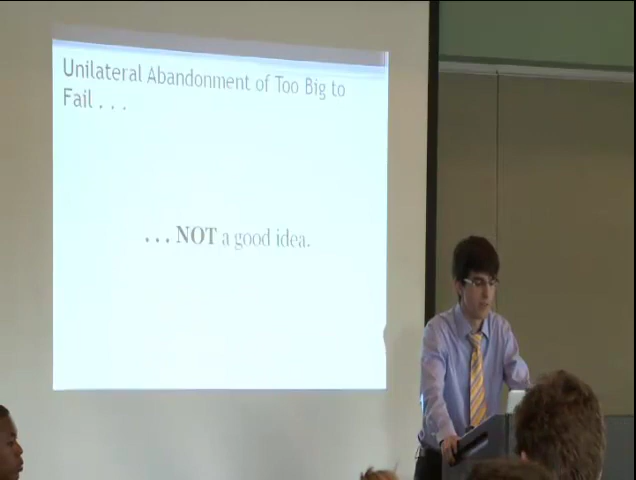 Unilateral Abandonment of Too Big to
Fail . . .
. . . NOT a good idea.